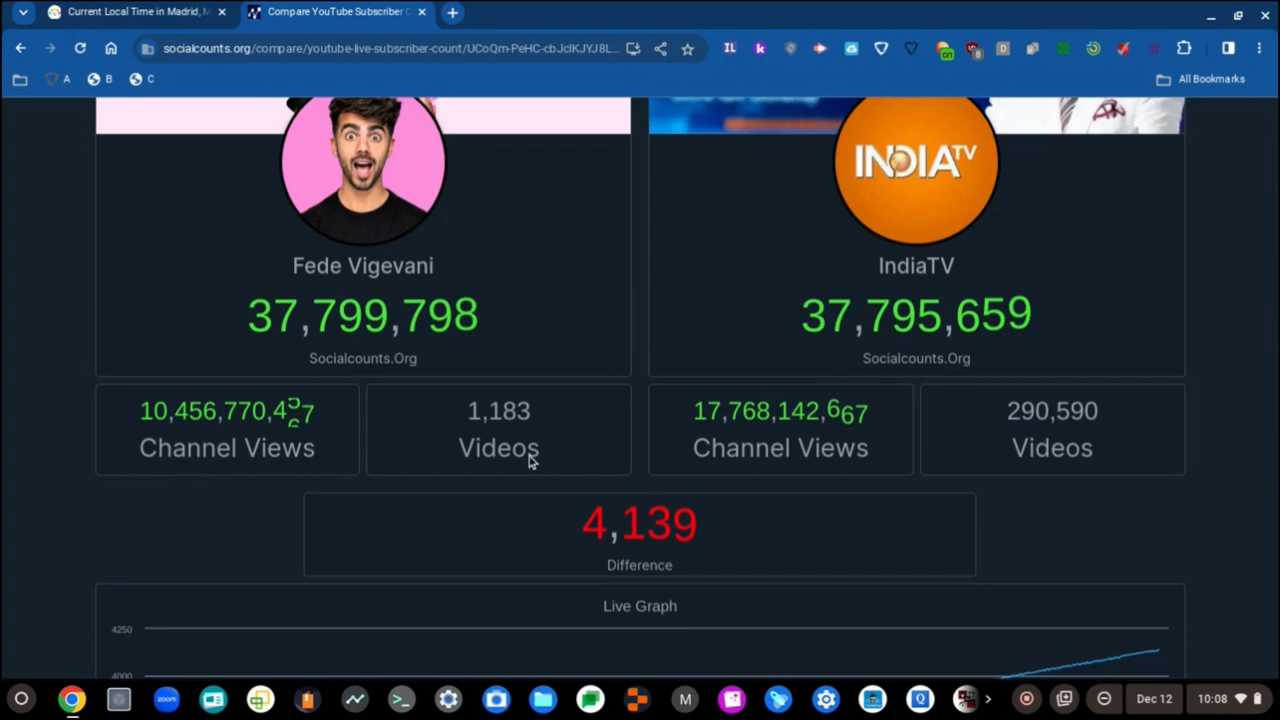 Current Local Time in Madrid, M
Compare YouTube Subscriber C
socialcounts.org/compare/youtube-live-subscriber-count/UCoQm-PeHC-cbJclKJYJ8L...
A
B
C
All Bookmarks
INDIA TV
Fede Vigevani
37,799,798
Socialcounts.Org
IndiaTV
37,795,659
Socialcounts.Org
Channel Views
1,183
Videos
17,768,142,667
Channel Views
290,590
Videos
4,139
Difference
Live Graph
4250
4000
zoom
M
Dec 12
10:08